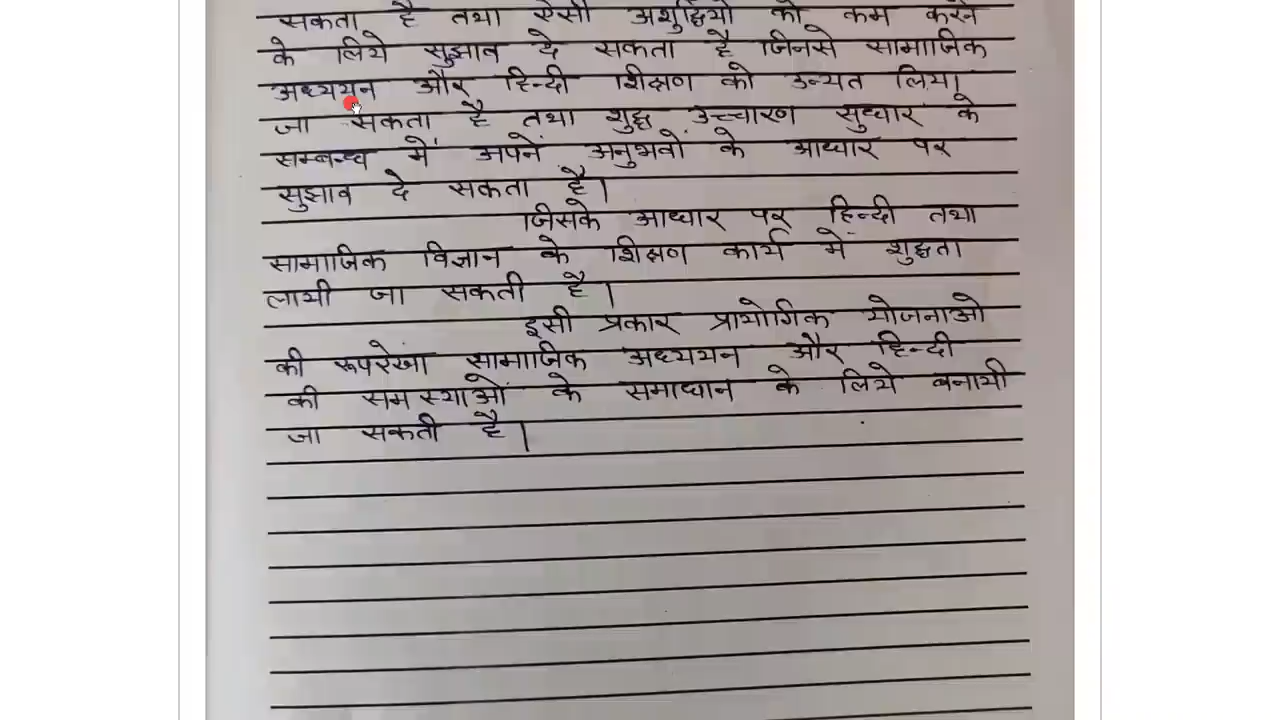 सकता है तथा ऐसी अशुद्धियो को कम करने
के लिये सुझाव दे सकता है जिनसे सामाजिक
अध्ययन और हिन्दी शिक्षण को उन्यत लिया
जा सकता है तथा शुद्ध उच्चारण सुधार के
सम्बन्ध में अपनें अनुभवों के आधार पर
सुझाव दे सकता है।
जिसके आधार पर हिन्दी तथा
सामाजिक विज्ञान के शिक्षण कार्य में शुद्धता
लायी जा सकती है।
इसी प्रकार प्रायोगिक योजनाओ
की रूपरेखा सामाजिक अध्ययन और हिन्दी
की समस्याओं के समाधान के लिये बनायी
जा सकती है।